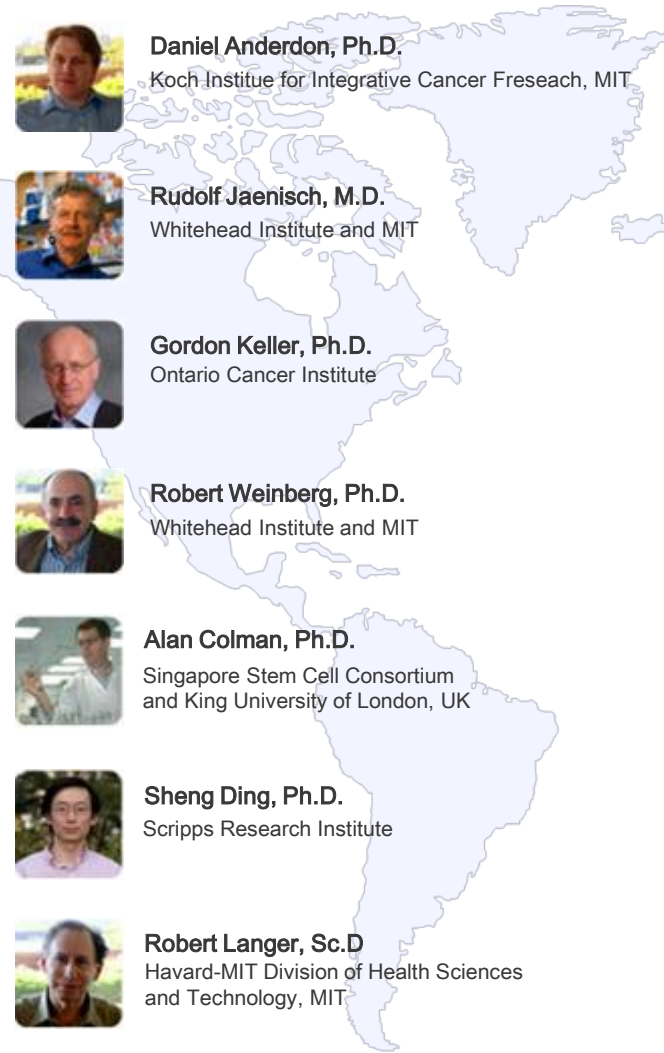 Daniel Anderdon, Ph.D.
Koch Institue for Integrative Cancer Freseach, MIT
Rudolf Jaenisch, M.D.
Whitehead Institute and MIT
Gordon Keller, Ph.D.
Ontario Cancer Institute
Robert Weinberg, Ph.D.
Whitehead Institute and MIT
Alan Colman, Ph.D.
Singapore Stem Cell Consortium
and King University of London, UK
Sheng Ding, Ph.D.
Scripps Research Institute
Robert Langer, Sc.D
Havard-MIT Division of Health Sciences
and Technology, MIT